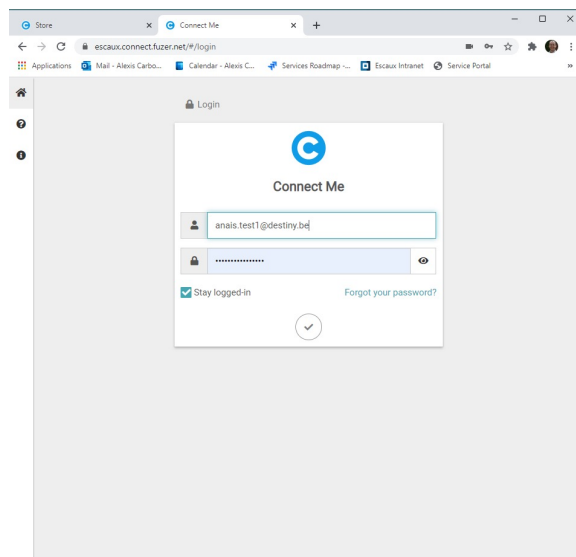 Store
Connect Me
escaux.connect.fuzer.net/#/login
Applications Mail - Alexis Carbo... Calendar - Alexis C... Services Roadmap -... Escaux Intranet Service Portal »
Login
Connect Me
anais.test1@destiny.be
••••••••••••••••
Stay logged-in Forgot your password?